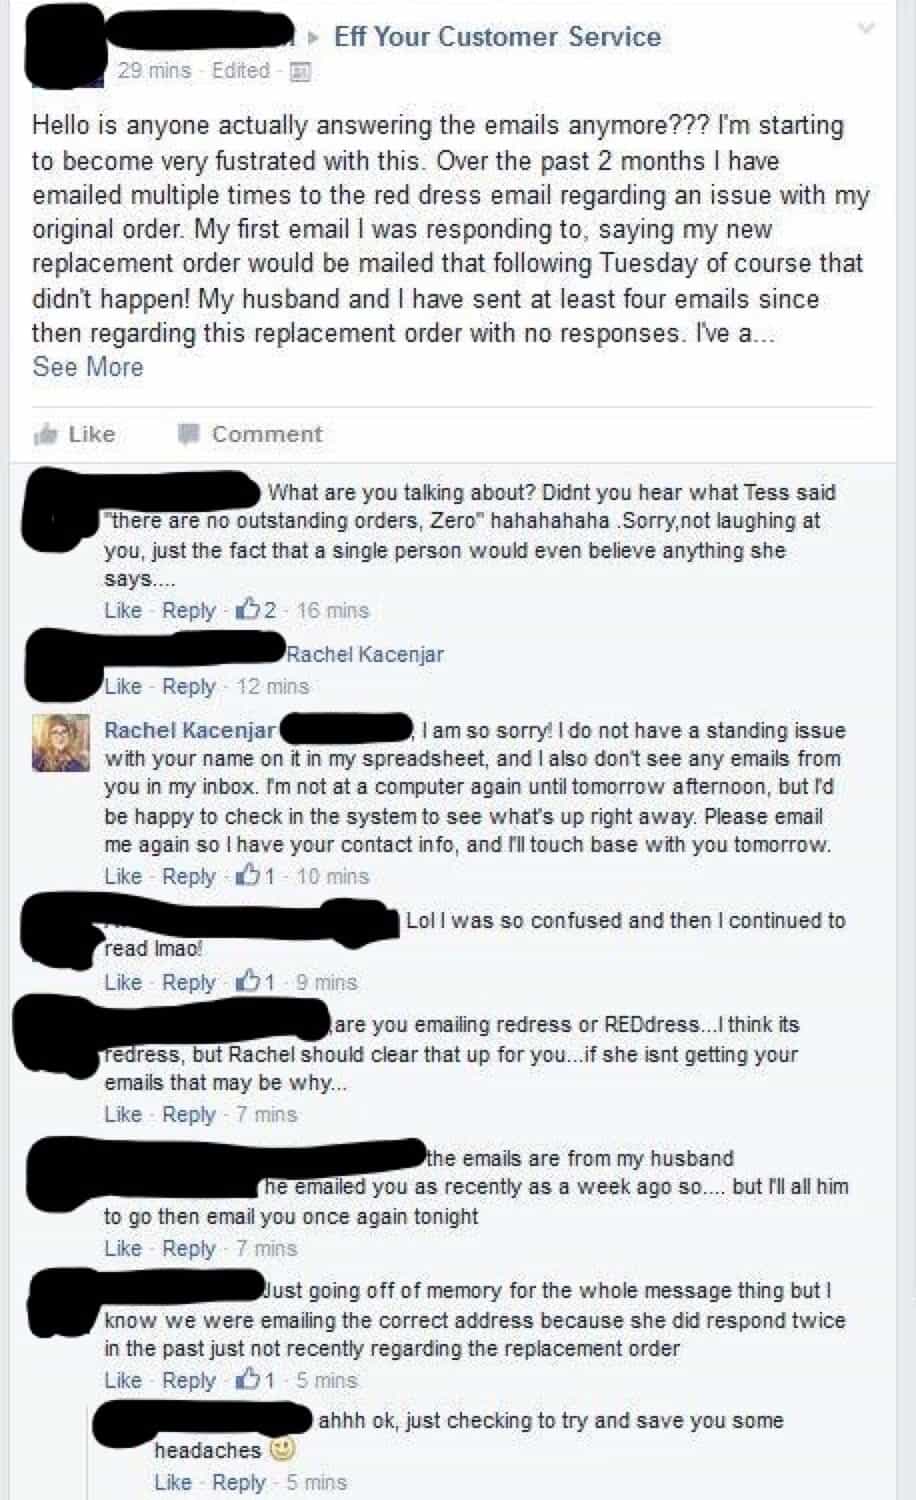 Eff Your Customer Service
29 mins · Edited ·
Hello is anyone actually answering the emails anymore??? I'm starting
to become very fustrated with this. Over the past 2 months I have
emailed multiple times to the red dress email regarding an issue with my
original order. My first email I was responding to, saying my new
replacement order would be mailed that following Tuesday of course that
didn't happen! My husband and I have sent at least four emails since
then regarding this replacement order with no responses. I've a...
See More
Like Comment
What are you talking about? Didnt you hear what Tess said
"there are no outstanding orders, Zero" hahahahaha .Sorry,not laughing at
you, just the fact that a single person would even believe anything she
says....
Like · Reply · 2 · 16 mins
Rachel Kacenjar
Like · Reply · 12 mins
Rachel Kacenjar , I am so sorry! I do not have a standing issue
with your name on it in my spreadsheet, and I also don't see any emails from
you in my inbox. I'm not at a computer again until tomorrow afternoon, but I'd
be happy to check in the system to see what's up right away. Please email
me again so I have your contact info, and I'll touch base with you tomorrow.
Like · Reply · 1 · 10 mins
Lol I was so confused and then I continued to
read lmao!
Like · Reply · 1 · 9 mins
are you emailing redress or REDdress...I think its
redress, but Rachel should clear that up for you...if she isnt getting your
emails that may be why...
Like · Reply · 7 mins
the emails are from my husband
he emailed you as recently as a week ago so.... but I'll all him
to go then email you once again tonight
Like · Reply · 7 mins
Just going off of memory for the whole message thing but I
know we were emailing the correct address because she did respond twice
in the past just not recently regarding the replacement order
Like · Reply · 1 · 5 mins
ahhh ok, just checking to try and save you some
headaches
Like · Reply · 5 mins